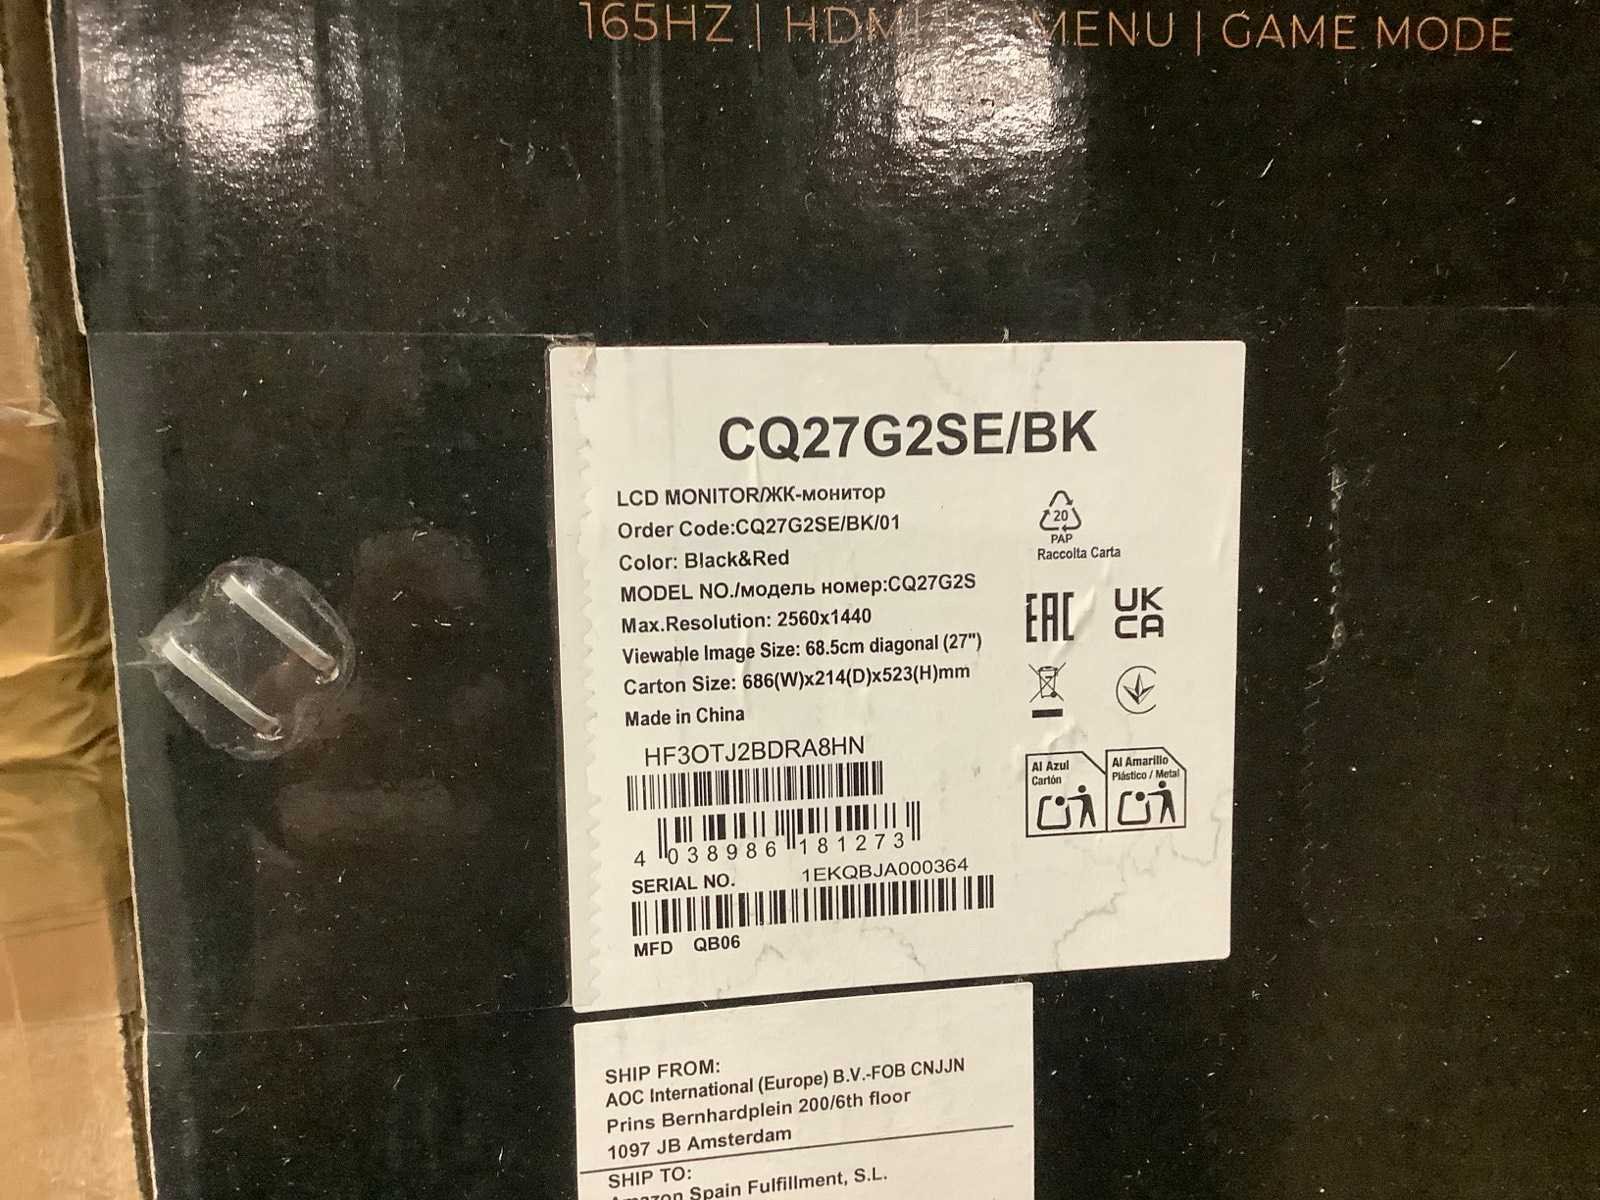 165HZ | HDMI MENU | GAME MODE
CQ27G2SE/BK
LCD MONITOR/ЖК-монитор
Order Code:CQ27G2SE/BK/01
Color: Black&Red
MODEL NO./модель номер:CQ27G2S
Max.Resolution: 2560x1440
Viewable Image Size: 68.5cm diagonal (27")
Carton Size: 686(W)x214(D)x523(H)mm
Made in China
20
PAP
Raccolta Carta
EAC
UK
CA
Al Azul
Cartón
Al Amarillo
Plástico / Metal
HF3OTJ2BDRA8HN
4 038986 181273
SERIAL NO. 1EKQBJA000364
MFD QB06
SHIP FROM:
AOC International (Europe) B.V.-FOB CNJJN
Prins Bernhardplein 200/6th floor
1097 JB Amsterdam
SHIP TO:
Amazon Spain Fulfillment, S.L.